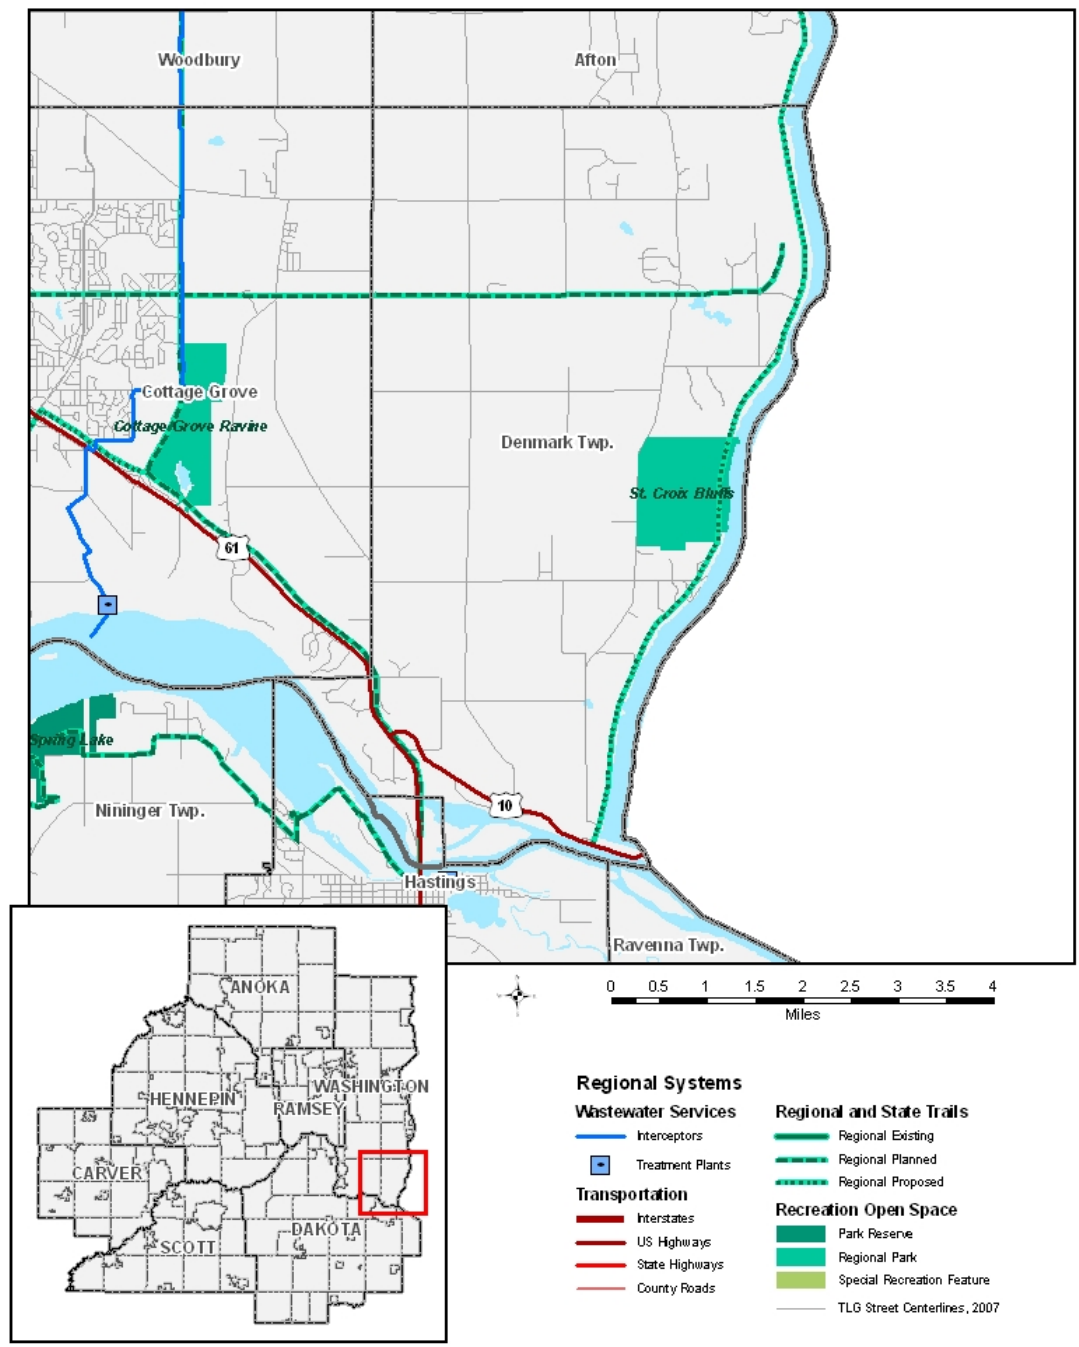 Woodbury
Afton
Cottage Grove
Cottage Grove Ravine
Denmark Twp.
St. Croix Bluffs
61
Spring Lake
Nininger Twp.
10
Hastings
Ravenna Twp.
ANOKA
WASHINGTON
HENNEPIN
RAMSEY
CARVER
DAKOTA
SCOTT
0 0.5 1 1.5 2 2.5 3 3.5 4
Miles
Regional Systems
Wastewater Services
Interceptors
Treatment Plants
Transportation
Interstates
US Highways
State Highways
County Roads
Regional and State Trails
Regional Existing
Regional Planned
Regional Proposed
Recreation Open Space
Park Reserve
Regional Park
Special Recreation Feature
TLG Street Centerlines, 2007